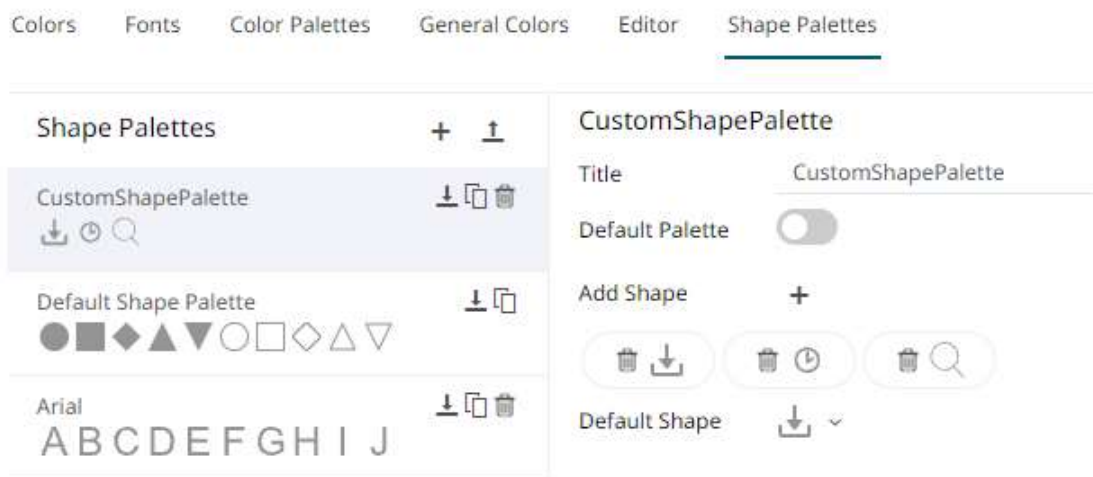 Colors Fonts Color Palettes General Colors Editor Shape Palettes
Shape Palettes
CustomShapePalette
Default Shape Palette
Arial
A B C D E F G H I J
CustomShapePalette
Title CustomShapePalette
Default Palette
Add Shape
Default Shape